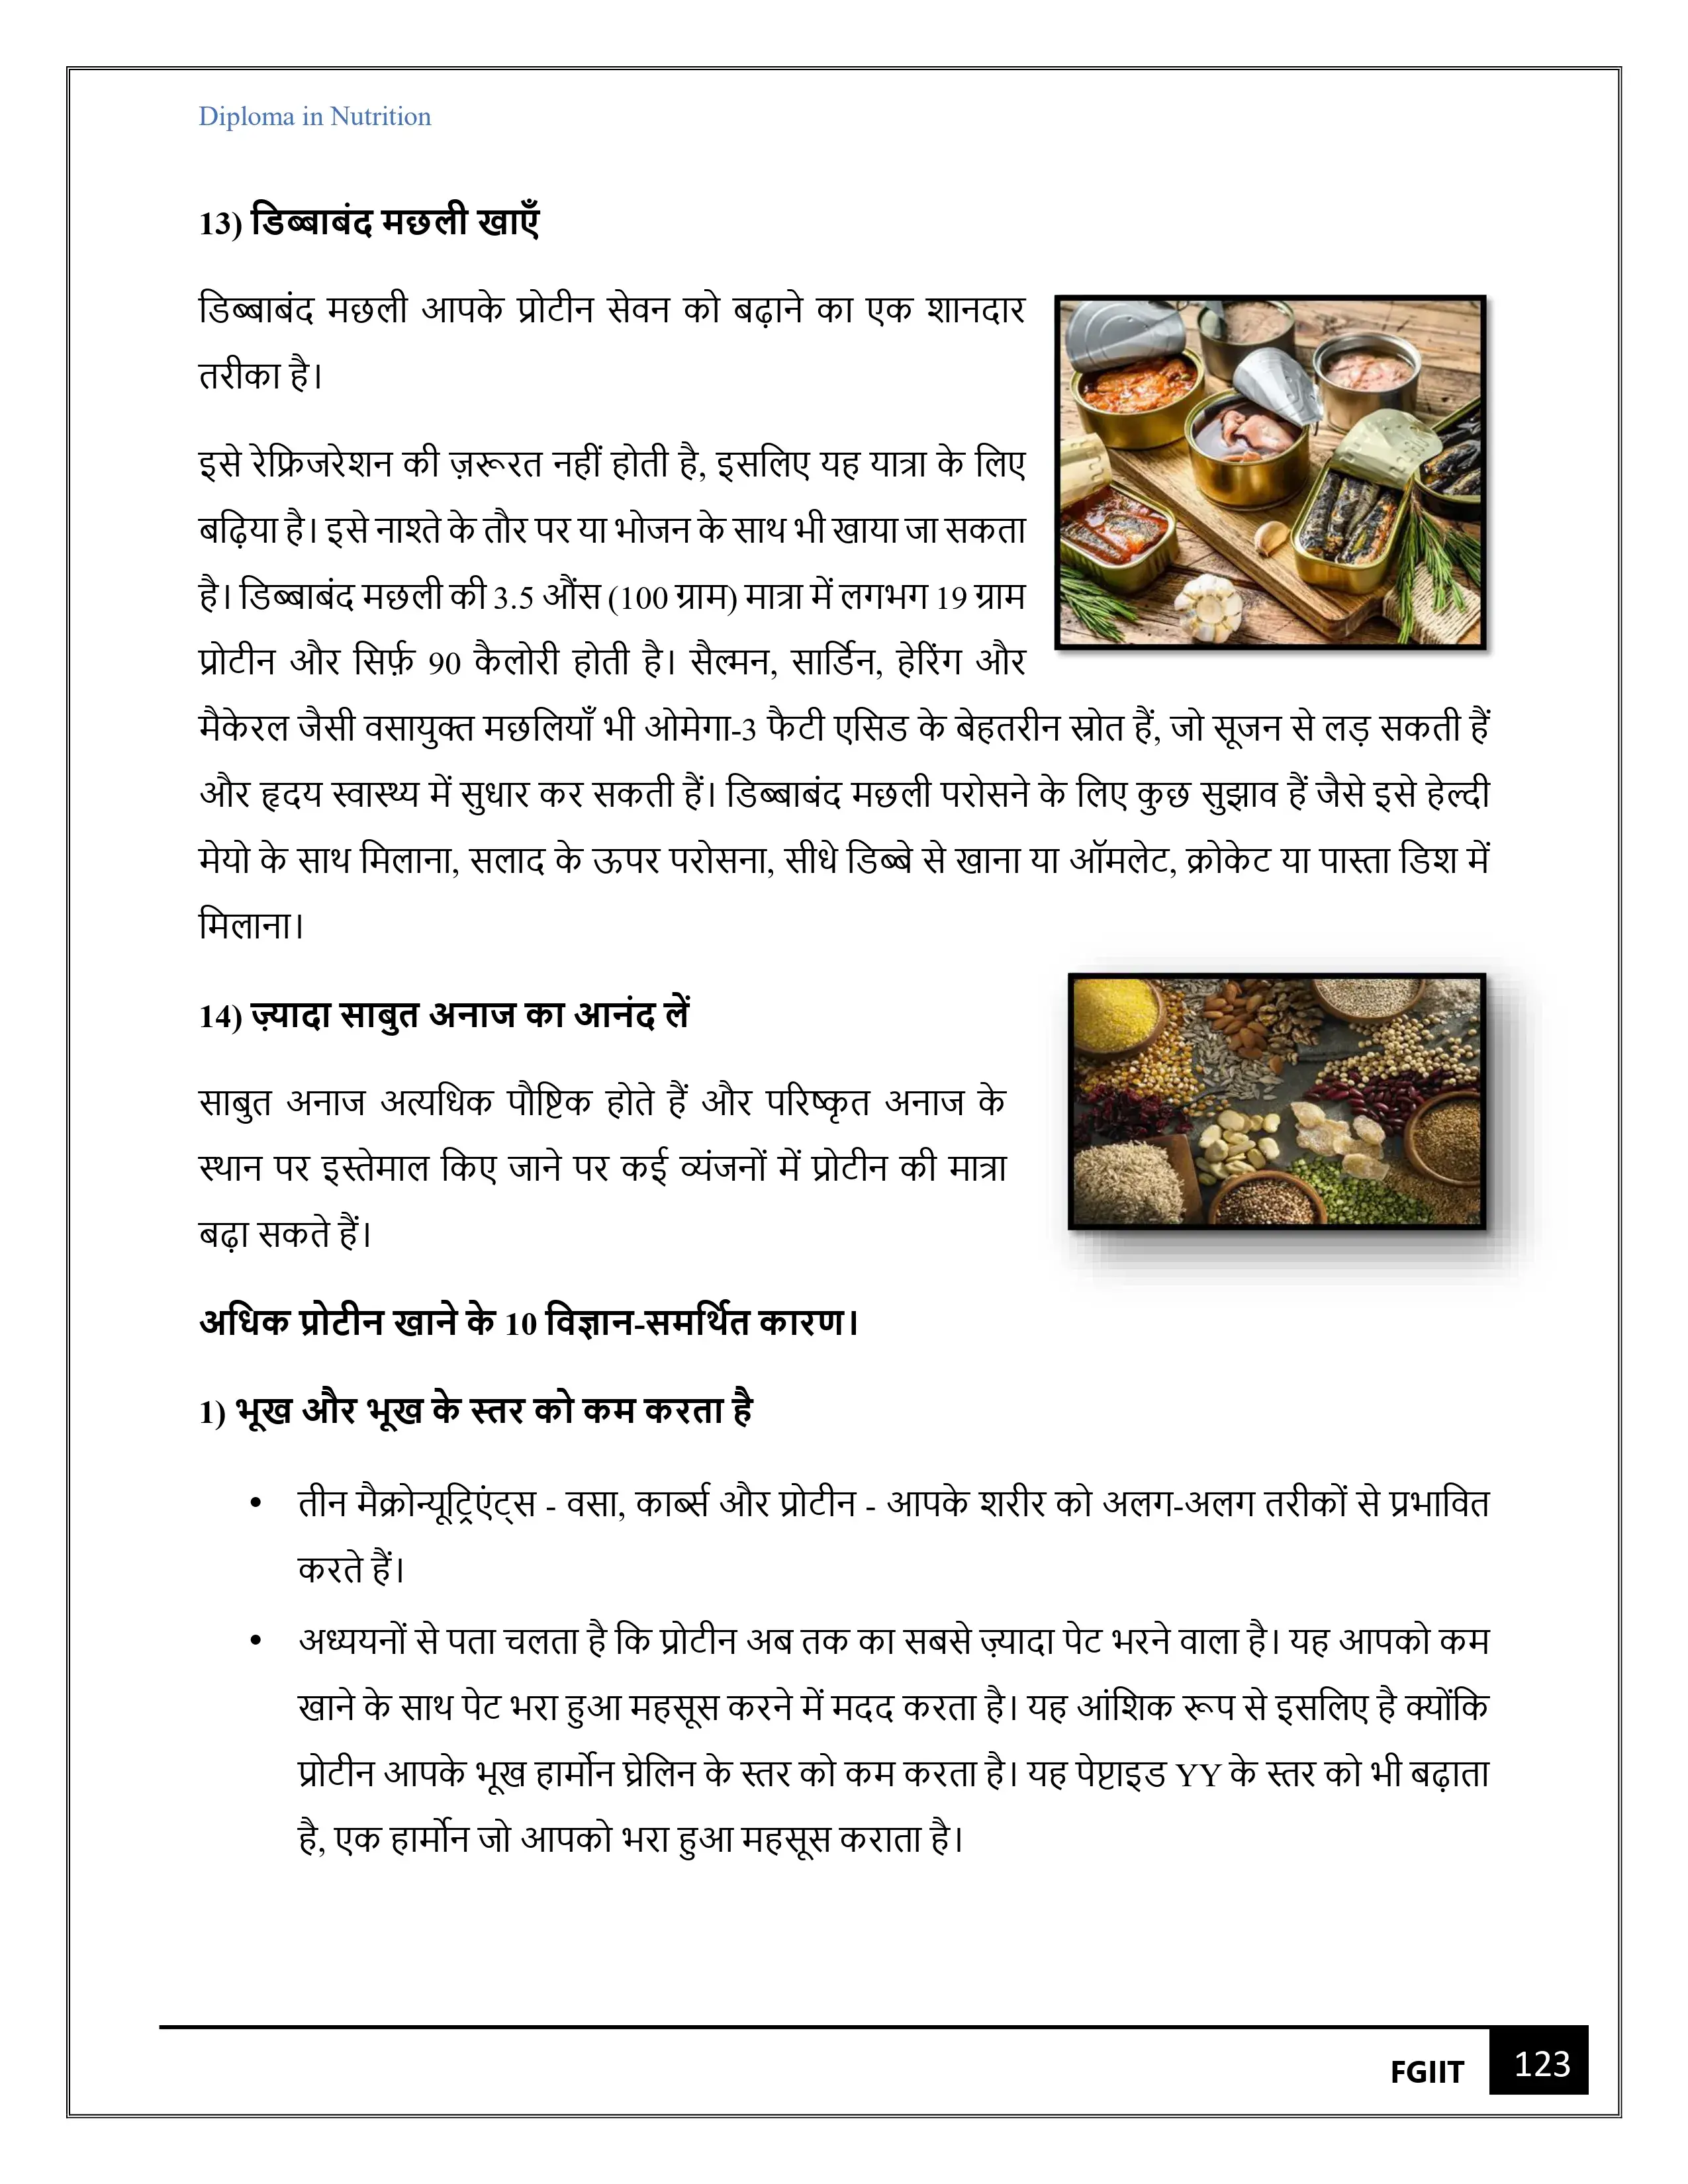 Diploma in Nutrition
13) डिब्बाबंद मछली खाएँ
डिब्बाबंद मछली आपके प्रोटीन सेवन को बढ़ाने का एक शानदार
तरीका है।
इसे रेफ्रिजरेशन की ज़रूरत नहीं होती है, इसलिए यह यात्रा के लिए
बढ़िया है। इसे नाश्ते के तौर पर या भोजन के साथ भी खाया जा सकता
है। डिब्बाबंद मछली की 3.5 औंस (100 ग्राम) मात्रा में लगभग 19 ग्राम
प्रोटीन और सिर्फ़ 90 कैलोरी होती है। सैल्मन, सार्डिन, हेरिंग और
मैकेरल जैसी वसायुक्त मछलियाँ भी ओमेगा-3 फैटी एसिड के बेहतरीन स्रोत हैं, जो सूजन से लड़ सकती हैं
और हृदय स्वास्थ्य में सुधार कर सकती हैं। डिब्बाबंद मछली परोसने के लिए कुछ सुझाव हैं जैसे इसे हेल्दी
मेयो के साथ मिलाना, सलाद के ऊपर परोसना, सीधे डिब्बे से खाना या ऑमलेट, क्रोकेट या पास्ता डिश में
मिलाना।
14) ज़्यादा साबुत अनाज का आनंद लें
साबुत अनाज अत्यधिक पौष्टिक होते हैं और परिष्कृत अनाज के
स्थान पर इस्तेमाल किए जाने पर कई व्यंजनों में प्रोटीन की मात्रा
बढ़ा सकते हैं।
अधिक प्रोटीन खाने के 10 विज्ञान-समर्थित कारण।
1) भूख और भूख के स्तर को कम करता है
• तीन मैक्रोन्यूट्रिएंट्स - वसा, कार्ब्स और प्रोटीन - आपके शरीर को अलग-अलग तरीकों से प्रभावित
करते हैं।
• अध्ययनों से पता चलता है कि प्रोटीन अब तक का सबसे ज़्यादा पेट भरने वाला है। यह आपको कम
खाने के साथ पेट भरा हुआ महसूस करने में मदद करता है। यह आंशिक रूप से इसलिए है क्योंकि
प्रोटीन आपके भूख हार्मोन घ्रेलिन के स्तर को कम करता है। यह पेप्टाइड YY के स्तर को भी बढ़ाता
है, एक हार्मोन जो आपको भरा हुआ महसूस कराता है।
FGIIT 123